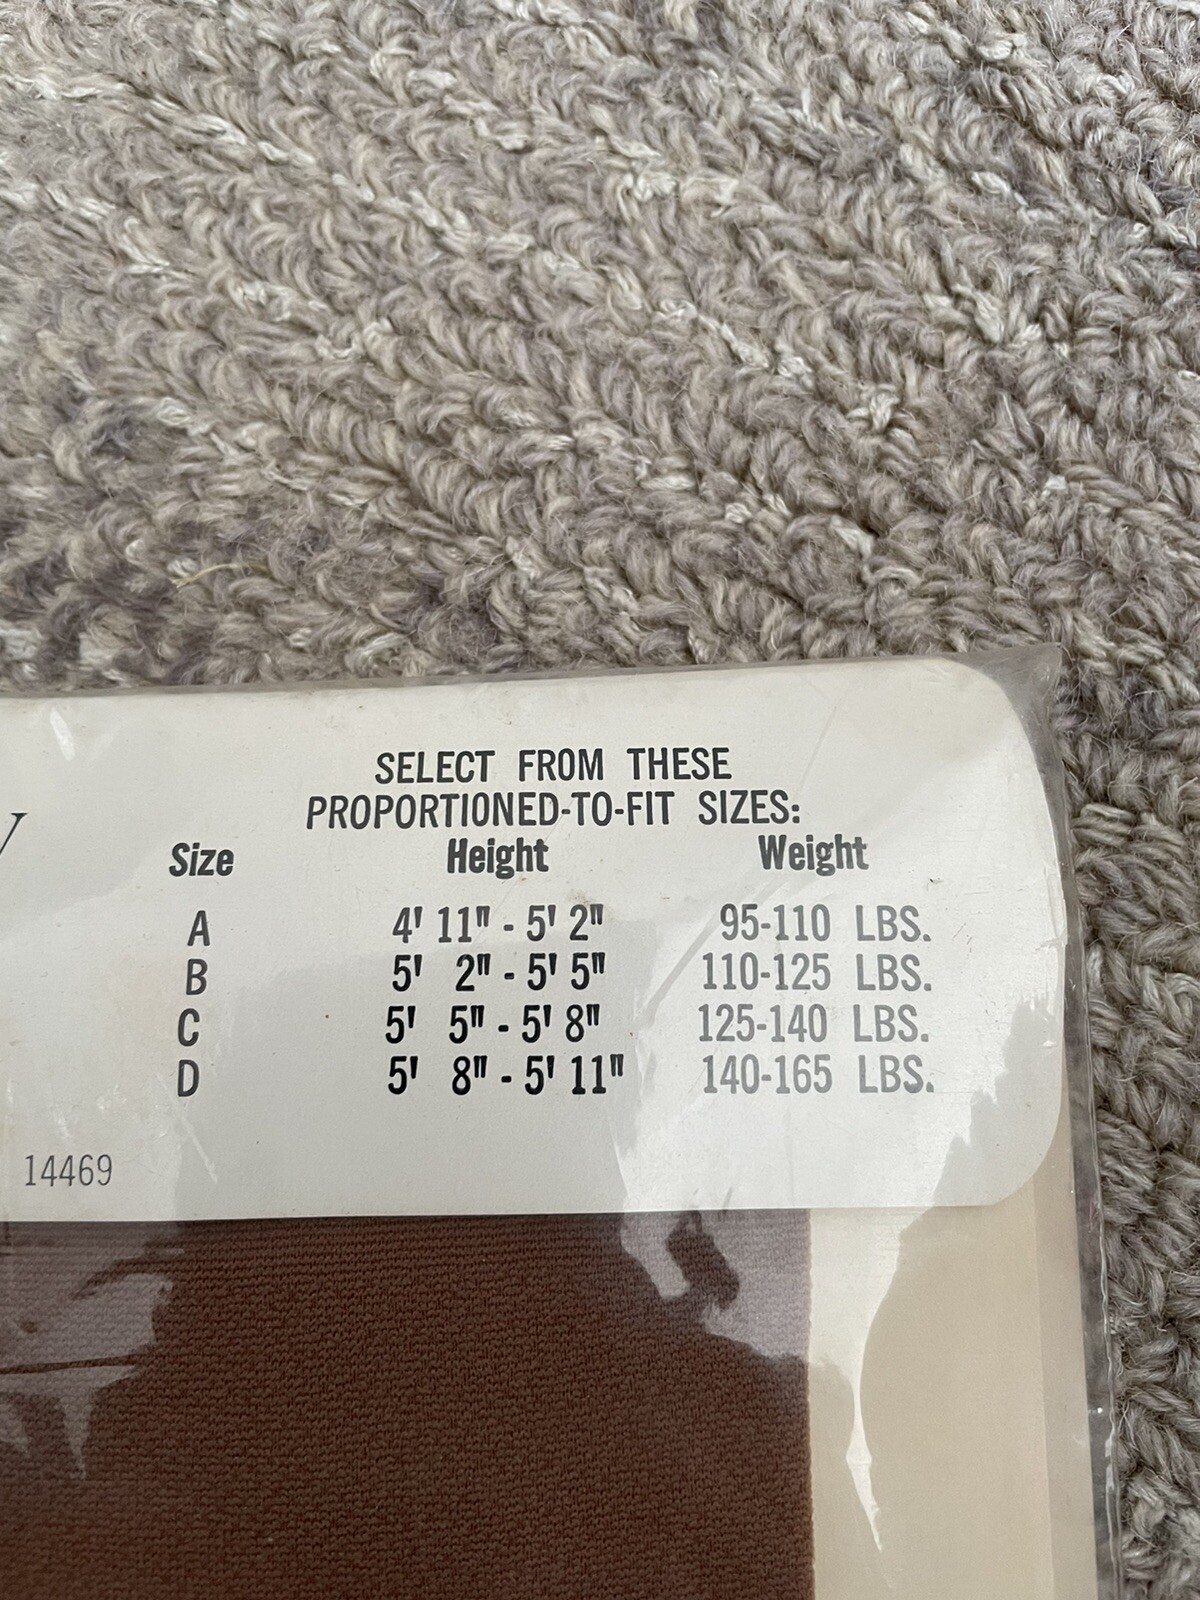 SELECT FROM THESE
PROPORTIONED-TO-FIT SIZES:
Size Height Weight
A 4' 11" - 5' 2" 95-110 LBS.
B 5' 2" - 5' 5" 110-125 LBS.
C 5' 5" - 5' 8" 125-140 LBS.
D 5' 8" - 5' 11" 140-165 LBS.
14469